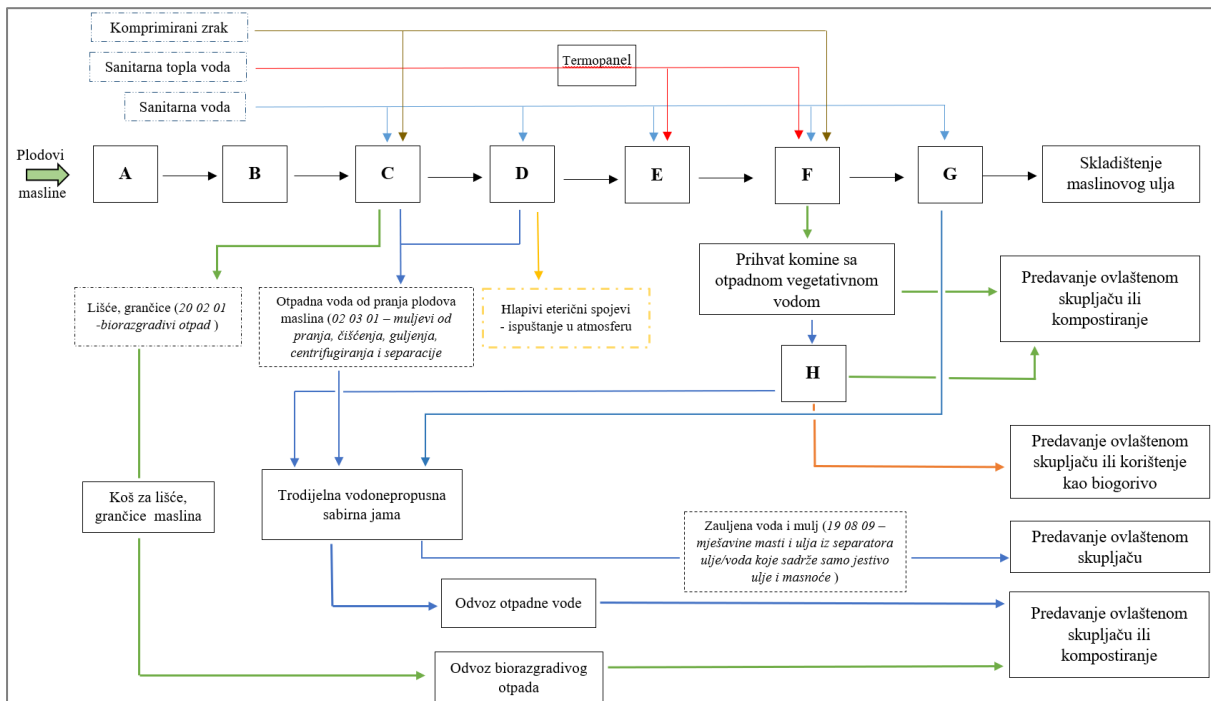 Komprimirani zrak
Sanitarna topla voda
Termopanel
Sanitarna voda
Plodovi
masline
A
B
C
D
E
F
G
Skladištenje
maslinovog ulja
Lišće, grančice (20 02 01
-biorazgradivi otpad )
Otpadna voda od pranja plodova
maslina (02 03 01 – muljevi od
pranja, čišćenja, guljenja,
centrifugiranja i separacije
Hlapivi eterični spojevi
- ispuštanje u atmosferu
Prihvat komine sa
otpadnom vegetativnom
vodom
Predavanje ovlaštenom
skupljaču ili
kompostiranje
H
Predavanje ovlaštenom
skupljaču ili korištenje
kao biogorivo
Koš za lišće,
grančice maslina
Trodijelna vodonepropusna
sabirna jama
Zauljena voda i mulj (19 08 09 –
mješavine masti i ulja iz separatora
ulje/voda koje sadrže samo jestivo
ulje i masnoće )
Predavanje ovlaštenom
skupljaču
Odvoz otpadne vode
Predavanje ovlaštenom
skupljaču ili
kompostiranje
Odvoz biorazgradivog
otpada